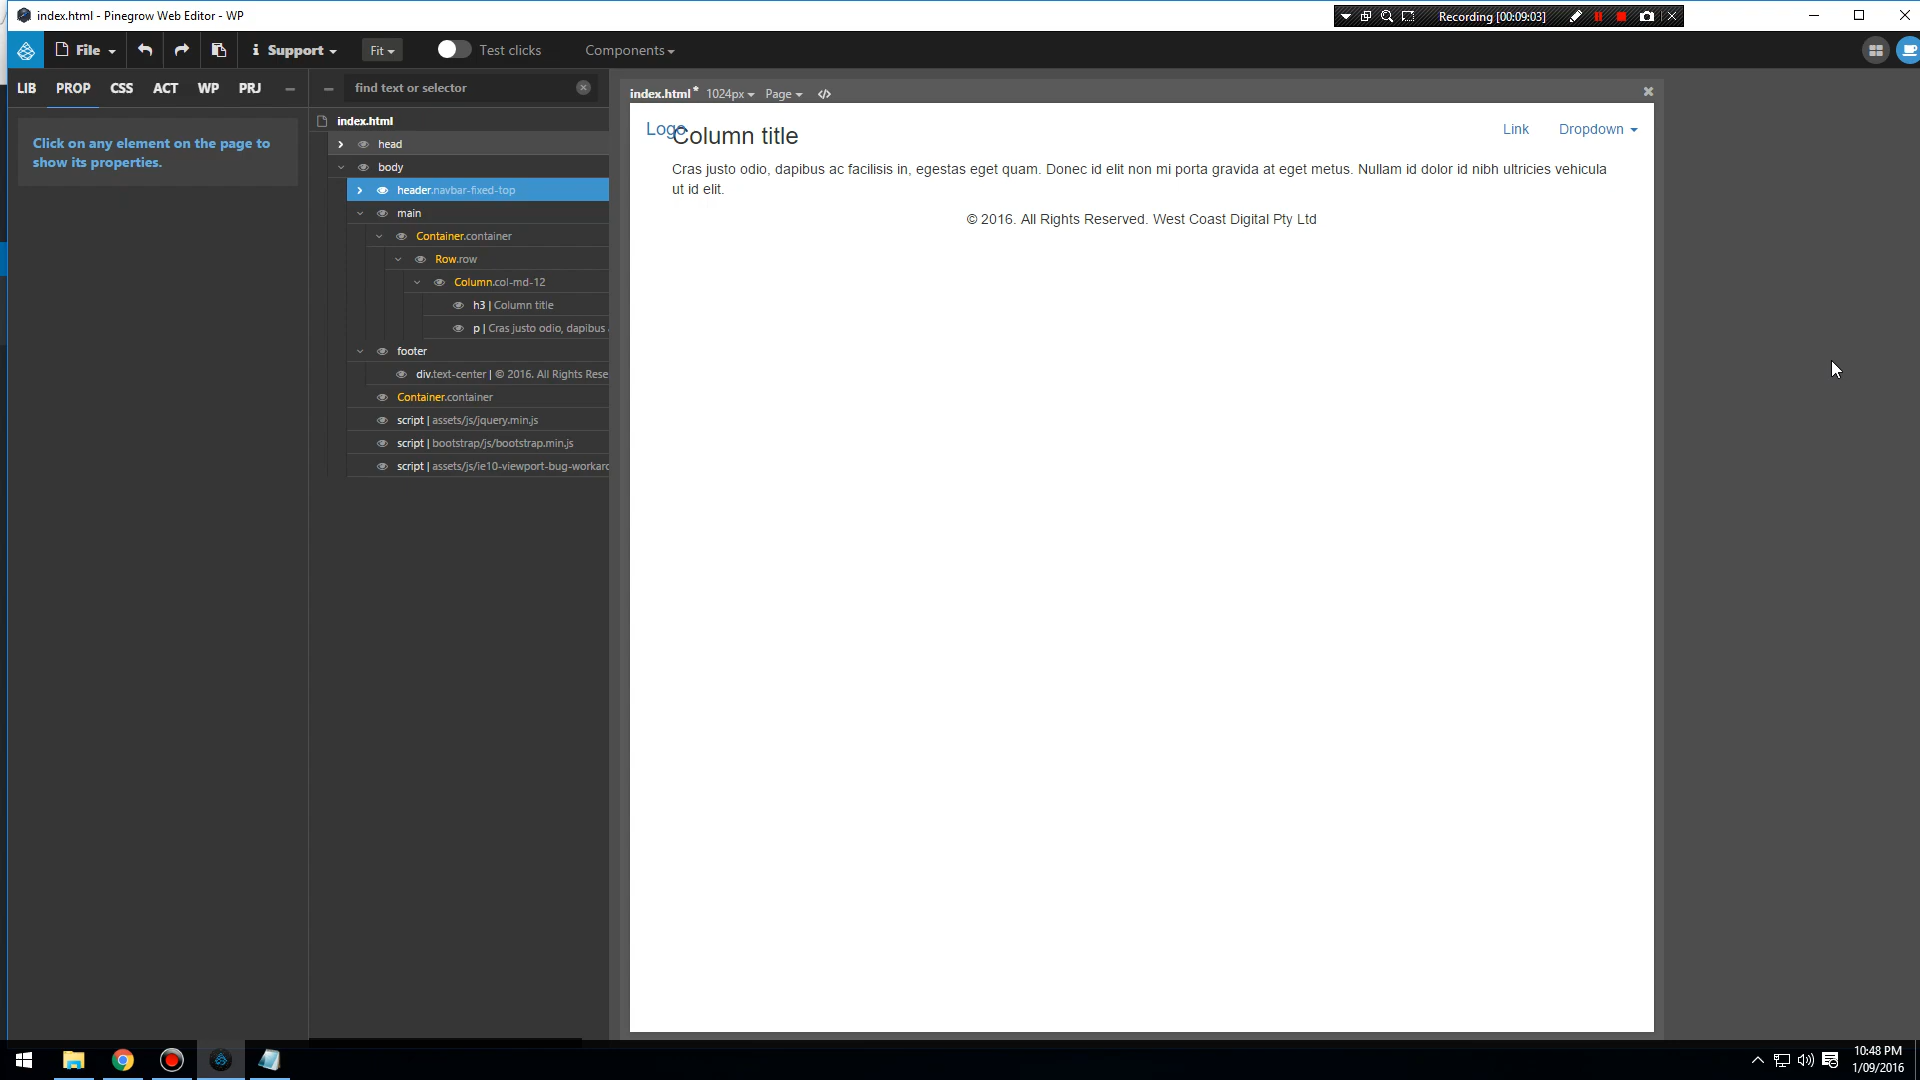 index.html - Pinegrow Web Editor - WP
Recording [00:09:03]
File
Support
Fit
Test clicks
Components
LIB PROP CSS ACT WP PRJ
find text or selector
index.html* 1024px Page </>
Click on any element on the page to
show its properties.
index.html
head
body
header.navbar-fixed-top
main
Container.container
Row.row
Column.col-md-12
h3 | Column title
p | Cras justo odio, dapibus
footer
div.text-center | © 2016. All Rights Rese
Container.container
script | assets/js/jquery.min.js
script | bootstrap/js/bootstrap.min.js
script | assets/js/ie10-viewport-bug-workaro
Logo
Link
Dropdown
Column title
Cras justo odio, dapibus ac facilisis in, egestas eget quam. Donec id elit non mi porta gravida at eget metus. Nullam id dolor id nibh ultricies vehicula
ut id elit.
© 2016. All Rights Reserved. West Coast Digital Pty Ltd
10:48 PM
1/09/2016